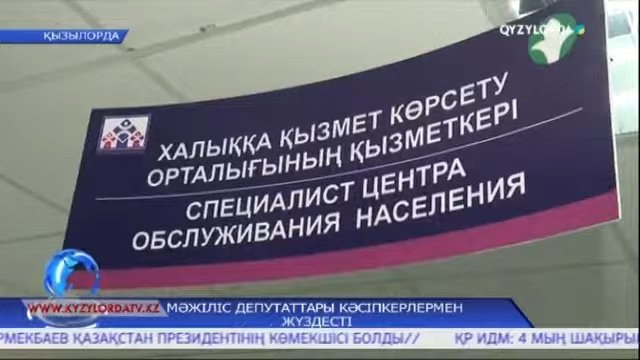 ҚЫЗЫЛОРДА
QYZYLORDA
ХАЛЫҚҚА ҚЫЗМЕТ КӨРСЕТУ
ОРТАЛЫҒЫНЫҢ ҚЫЗМЕТКЕРІ
СПЕЦИАЛИСТ ЦЕНТРА
ОБСЛУЖИВАНИЯ НАСЕЛЕНИЯ
WWW.KYZYLORDATV.KZ
МӘЖІЛІС ДЕПУТАТТАРЫ КӘСІПКЕРЛЕРМЕН
ЖҮЗДЕСТІ
РМЕКБАЕВ ҚАЗАҚСТАН ПРЕЗИДЕНТІНІҢ КӨМЕКШІСІ БОЛДЫ// ҚР ИДМ: 4 МЫҢ ШАҚЫРЫ